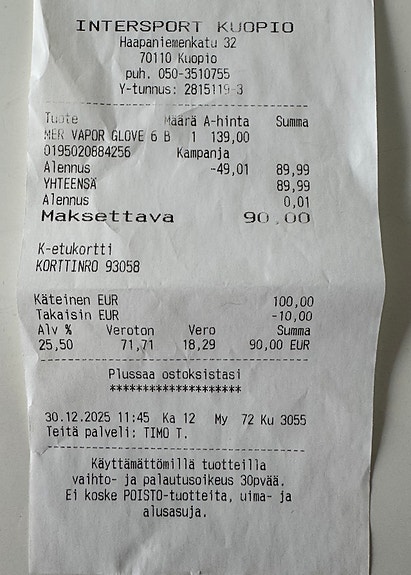 INTERSPORT KUOPIO
Haapaniemenkatu 32
70110 Kuopio
puh. 050-3510755
Y-tunnus: 2815119-3
Tuote Määrä A-hinta Summa
MER VAPOR GLOVE 6 B 1 139,00
0195020884256 Kampanja
Alennus -49,01 89,99
YHTEENSÄ 89,99
Alennus 0,01
Maksettava 90,00
K-etukortti
KORTTINRO 93058
Käteinen EUR 100,00
Takaisin EUR -10,00
Alv % Veroton Vero Summa
25,50 71,71 18,29 90,00 EUR
Plussaa ostoksistasi
********************
30.12.2025 11:45 Ka 12 My 72 Ku 3055
Teitä palveli: TIMO T.
Käyttämättömillä tuotteilla
vaihto- ja palautusoikeus 30pvää.
Ei koske POISTO-tuotteita, uima- ja
alusasuja.